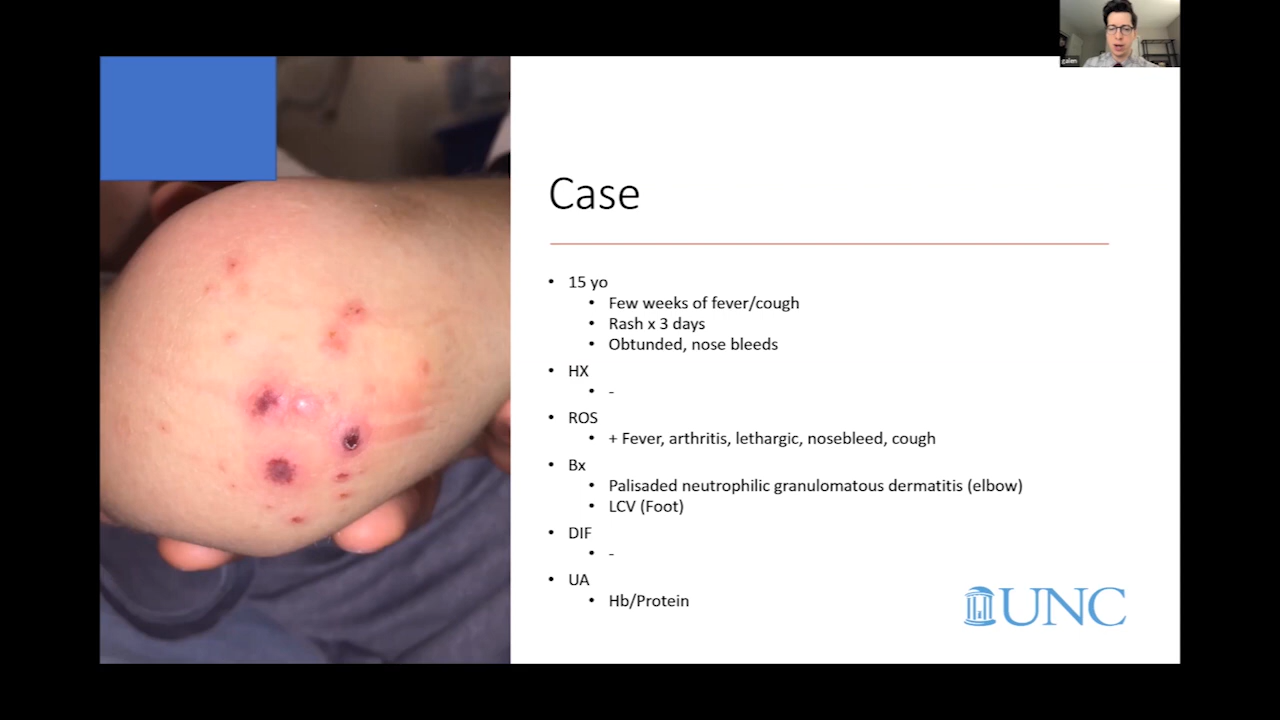 galen
Case
• 15 yo
• Few weeks of fever/cough
• Rash x 3 days
• Obtunded, nose bleeds
• HX
• -
• ROS
• + Fever, arthritis, lethargic, nosebleed, cough
• Bx
• Palisaded neutrophilic granulomatous dermatitis (elbow)
• LCV (Foot)
• DIF
• -
• UA
• Hb/Protein
UNC